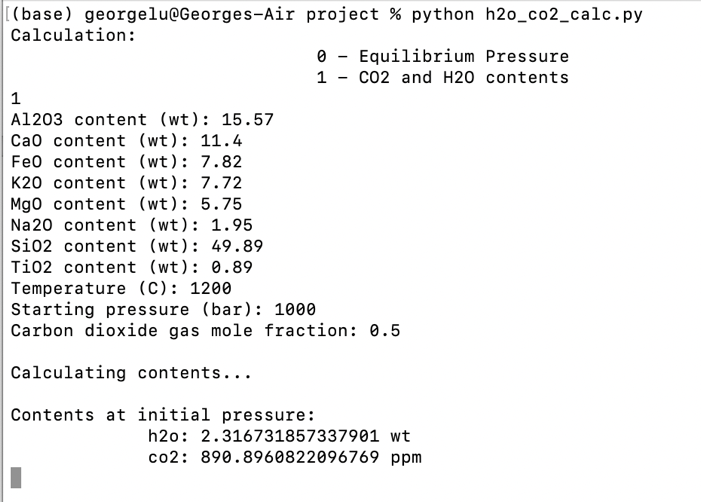 [(base) georgelu@Georges-Air project % python h2o_co2_calc.py
Calculation:
0 – Equilibrium Pressure
1 – CO2 and H2O contents
1
Al2O3 content (wt): 15.57
CaO content (wt): 11.4
FeO content (wt): 7.82
K2O content (wt): 7.72
MgO content (wt): 5.75
Na2O content (wt): 1.95
SiO2 content (wt): 49.89
TiO2 content (wt): 0.89
Temperature (C): 1200
Starting pressure (bar): 1000
Carbon dioxide gas mole fraction: 0.5
Calculating contents...
Contents at initial pressure:
h2o: 2.316731857337901 wt
co2: 890.8960822096769 ppm